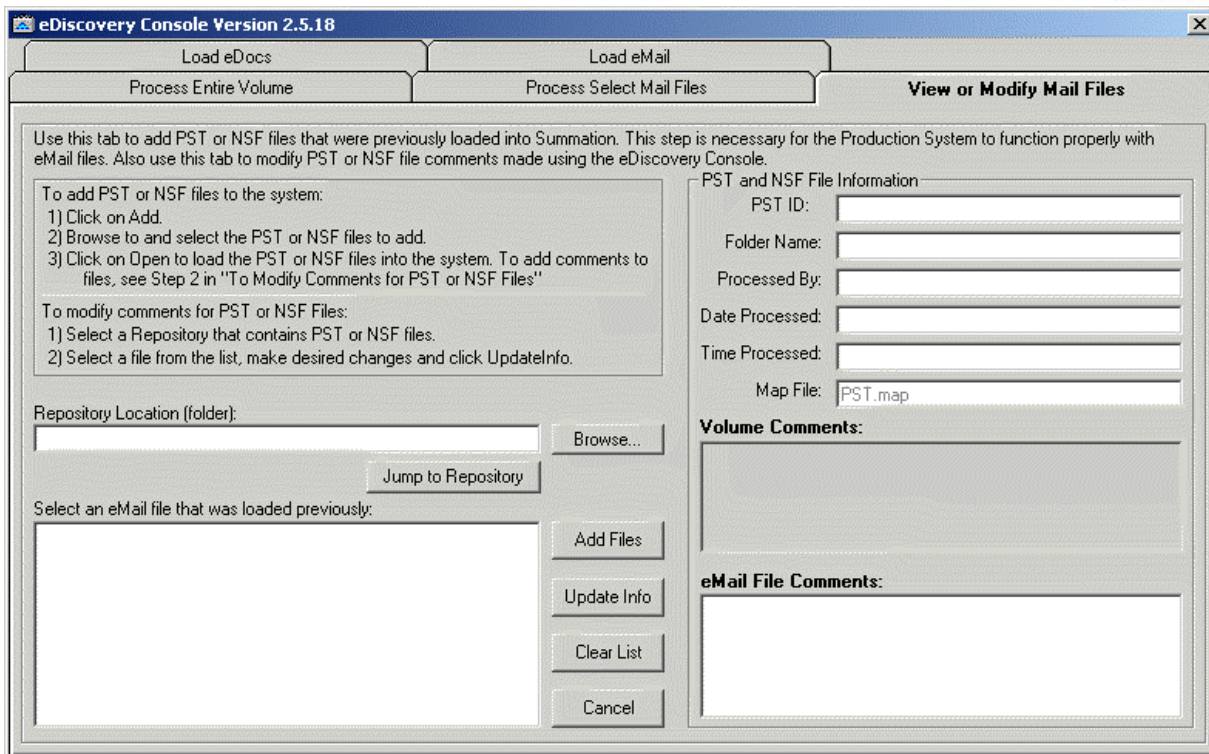 eDiscovery Console Version 2.5.18
Load eDocs
Load eMail
Process Entire Volume
Process Select Mail Files
View or Modify Mail Files
Use this tab to add PST or NSF files that were previously loaded into Summation. This step is necessary for the Production System to function properly with
eMail files. Also use this tab to modify PST or NSF file comments made using the eDiscovery Console.
To add PST or NSF files to the system:
1) Click on Add.
2) Browse to and select the PST or NSF files to add.
3) Click on Open to load the PST or NSF files into the system. To add comments to
files, see Step 2 in "To Modify Comments for PST or NSF Files"
To modify comments for PST or NSF Files:
1) Select a Repository that contains PST or NSF files.
2) Select a file from the list, make desired changes and click UpdateInfo.
Repository Location (folder):
Browse...
Jump to Repository
Select an eMail file that was loaded previously:
Add Files
Update Info
Clear List
Cancel
PST and NSF File Information
PST ID:
Folder Name:
Processed By:
Date Processed:
Time Processed:
Map File: PST.map
Volume Comments:
eMail File Comments: